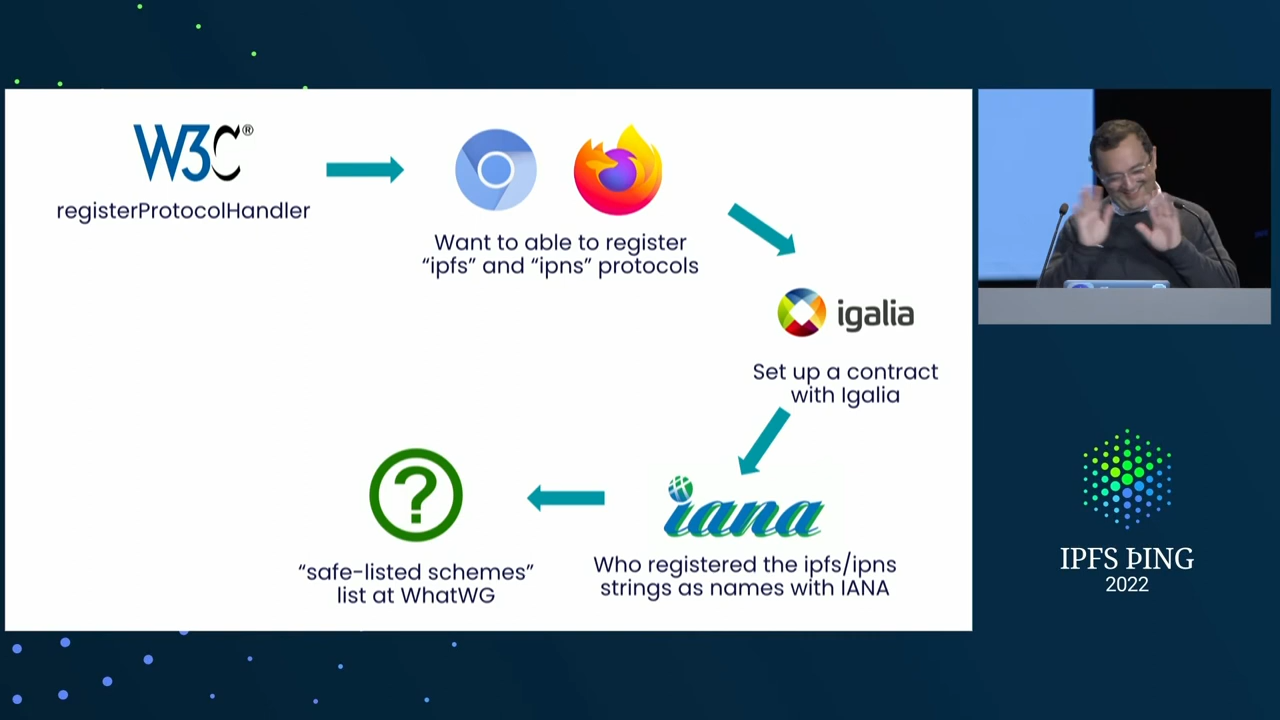 W3C®
registerProtocolHandler
Want to able to register
“ipfs” and “ipns” protocols
igalia
Set up a contract
with Igalia
iana
Who registered the ipfs/ipns
strings as names with IANA
?
“safe-listed schemes”
list at WhatWG
IPFS ÞING
2022